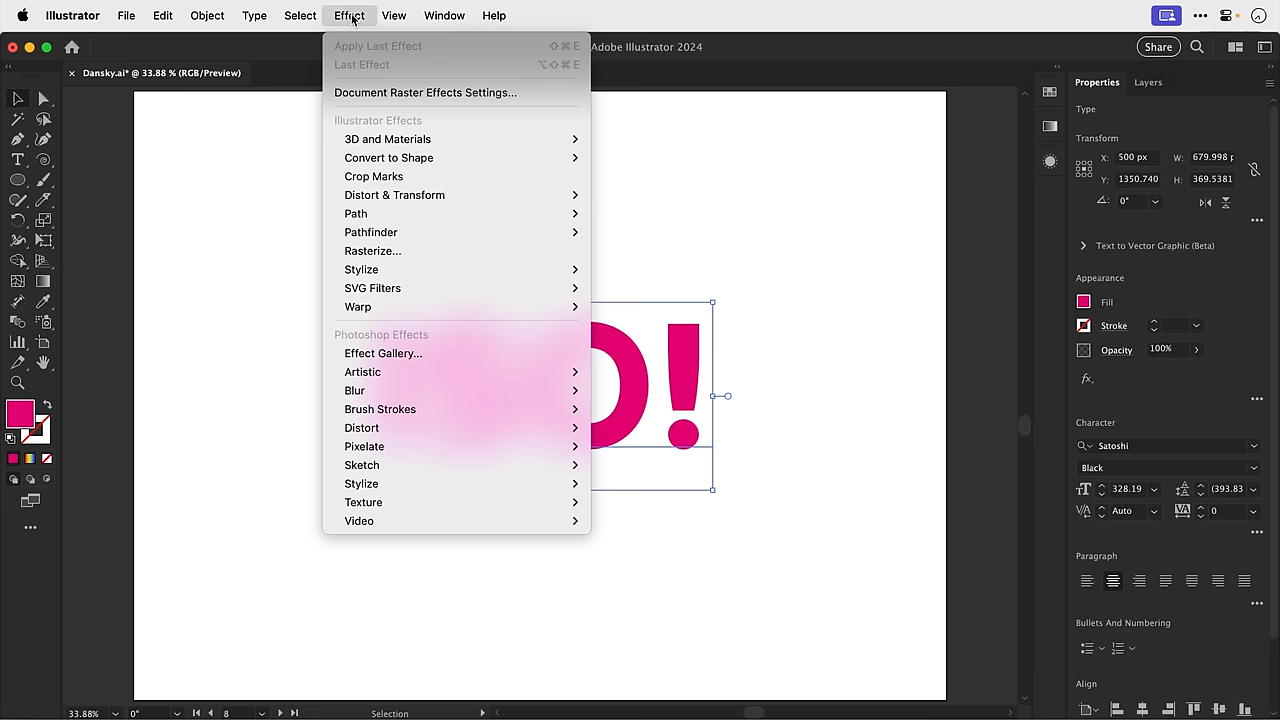 Illustrator File Edit Object Type Select Effect View Window Help
Adobe Illustrator 2024
Share
Dansky.ai* @ 33.88 % (RGB/Preview)
Apply Last Effect ⇧⌘E
Last Effect ⌥⇧⌘E
Document Raster Effects Settings...
Illustrator Effects
3D and Materials
Convert to Shape
Crop Marks
Distort & Transform
Path
Pathfinder
Rasterize...
Stylize
SVG Filters
Warp
Photoshop Effects
Effect Gallery...
Artistic
Blur
Brush Strokes
Distort
Pixelate
Sketch
Stylize
Texture
Video
O!
Properties Layers
Type
Transform
X: 500 px W: 679.998 p
Y: 1350.740 H: 369.5381
0°
Text to Vector Graphic (Beta)
Appearance
Fill
Stroke
Opacity 100%
fx.
Character
Satoshi
Black
328.19 (393.83
Auto 0
Paragraph
Bullets And Numbering
Align
33.88% 0° 8 Selection